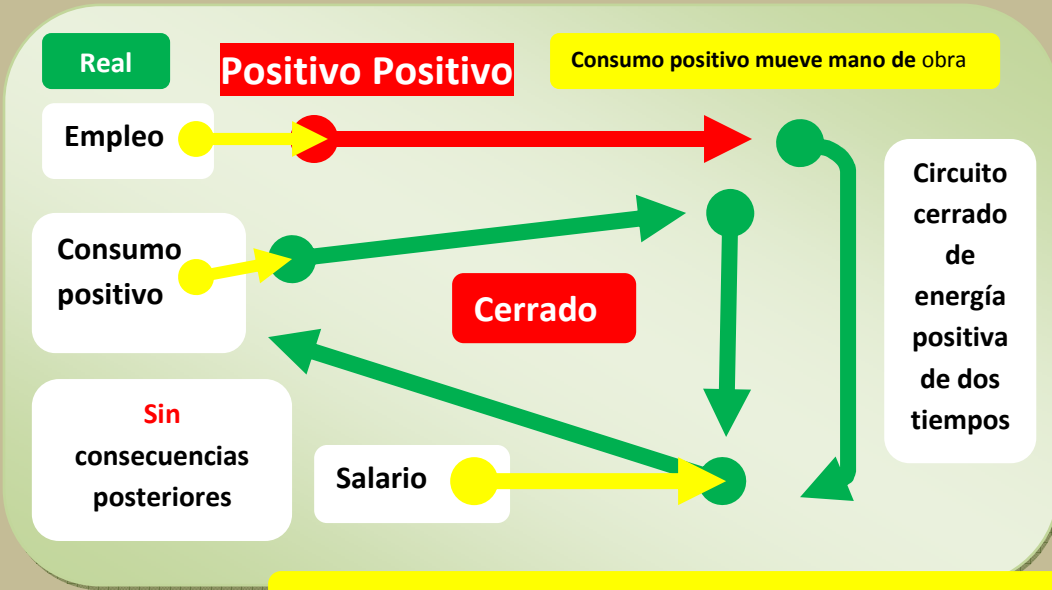 Real
Positivo Positivo
Consumo positivo mueve mano de obra
Empleo
Consumo
positivo
Cerrado
Circuito
cerrado
de
energía
positiva
de dos
tiempos
Sin
consecuencias
posteriores
Salario